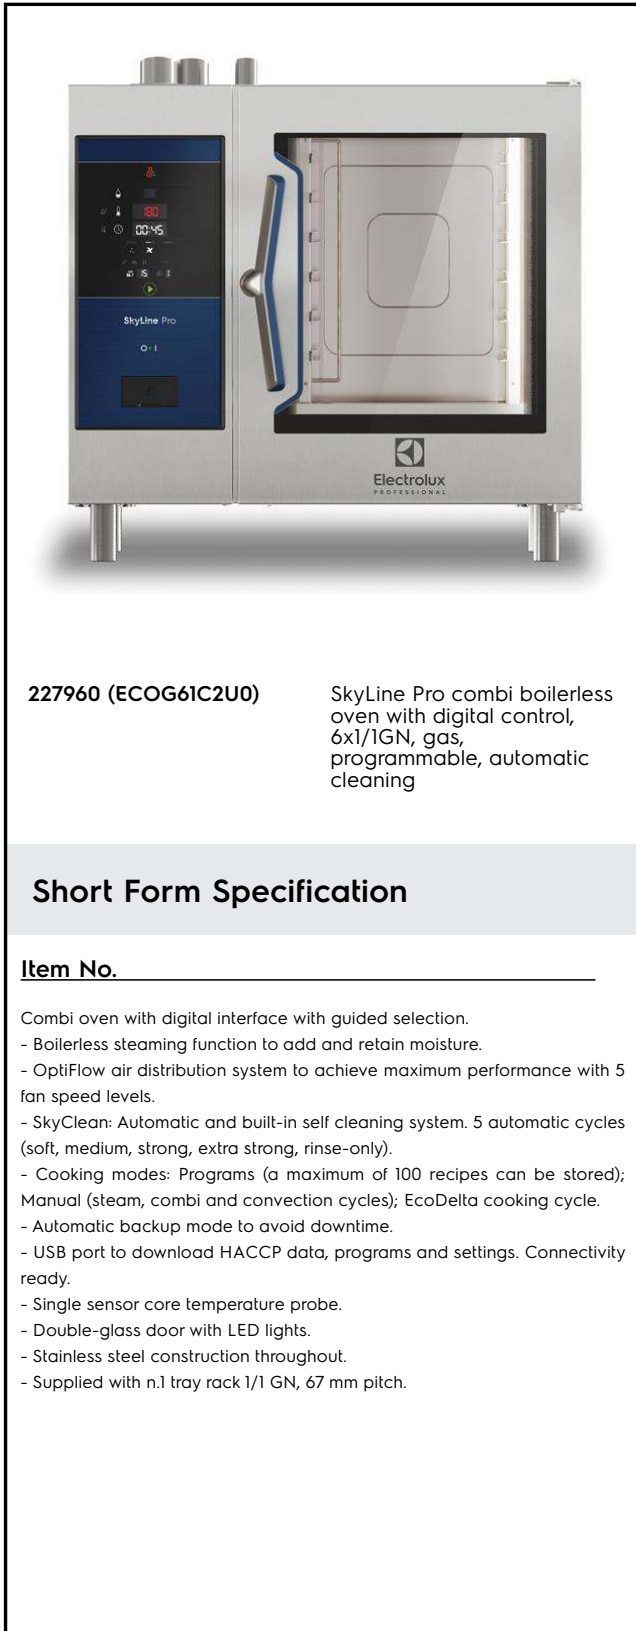 180
00:45
15
SkyLine Pro
O I
Electrolux
PROFESSIONAL
227960 (ECOG61C2U0)
SkyLine Pro combi boilerless
oven with digital control,
6x1/1GN, gas,
programmable, automatic
cleaning
Short Form Specification
Item No.
Combi oven with digital interface with guided selection.
- Boilerless steaming function to add and retain moisture.
- OptiFlow air distribution system to achieve maximum performance with 5
fan speed levels.
- SkyClean: Automatic and built-in self cleaning system. 5 automatic cycles
(soft, medium, strong, extra strong, rinse-only).
- Cooking modes: Programs (a maximum of 100 recipes can be stored);
Manual (steam, combi and convection cycles); EcoDelta cooking cycle.
- Automatic backup mode to avoid downtime.
- USB port to download HACCP data, programs and settings. Connectivity
ready.
- Single sensor core temperature probe.
- Double-glass door with LED lights.
- Stainless steel construction throughout.
- Supplied with n.1 tray rack 1/1 GN, 67 mm pitch.